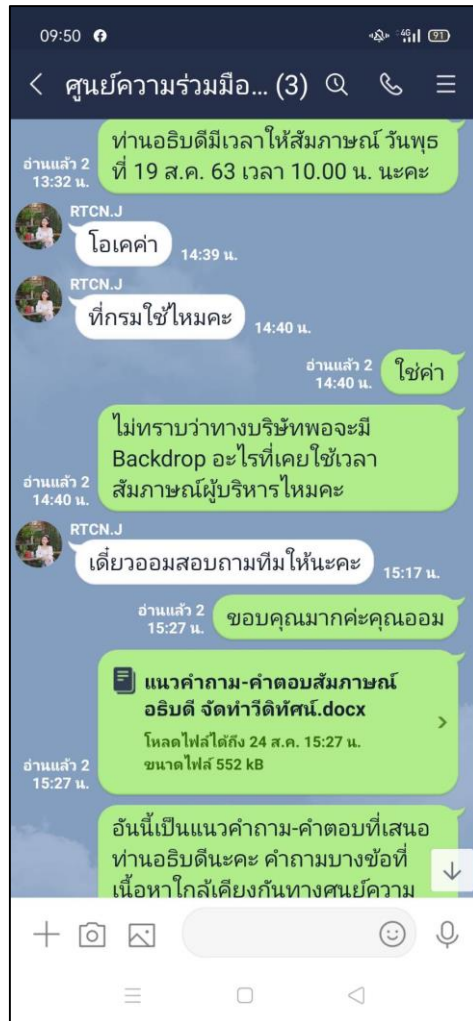 09:50
4G 91
ศูนย์ความร่วมมือ... (3)
ท่านอธิบดีมีเวลาให้สัมภาษณ์ วันพุธ
ที่ 19 ส.ค. 63 เวลา 10.00 น. นะคะ
อ่านแล้ว 2
13:32 น.
RTCN.J
โอเคค่า
14:39 น.
RTCN.J
ที่กรมใช้ไหมคะ
14:40 น.
อ่านแล้ว 2
14:40 น.
ใช่ค่า
ไม่ทราบว่าทางบริษัทพอจะมี
Backdrop อะไรที่เคยใช้เวลา
สัมภาษณ์ผู้บริหารไหมคะ
อ่านแล้ว 2
14:40 น.
RTCN.J
เดี๋ยวออมสอบถามทีมให้นะคะ
15:17 น.
อ่านแล้ว 2
15:27 น.
ขอบคุณมากค่ะคุณออม
แนวคำถาม-คำตอบสัมภาษณ์
อธิบดี จัดทำวีดิทัศน์.docx
โหลดไฟล์ได้ถึง 24 ส.ค. 15:27 น.
ขนาดไฟล์ 552 kB
อ่านแล้ว 2
15:27 น.
อันนี้เป็นแนวคำถาม-คำตอบที่เสนอ
ท่านอธิบดีนะคะ คำถามบางข้อที่
เนื้อหาใกล้เคียงกันทางศูนย์ความ